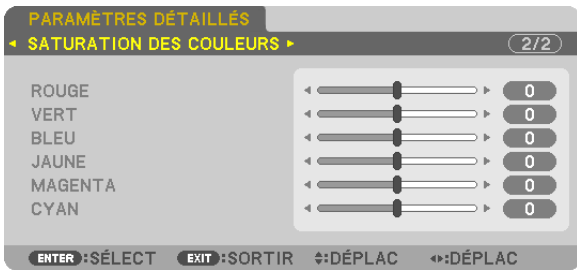 PARAMÈTRES DÉTAILLÉS
SATURATION DES COULEURS 2/2
ROUGE 0
VERT 0
BLEU 0
JAUNE 0
MAGENTA 0
CYAN 0
ENTER:SÉLECT EXIT:SORTIR :DÉPLAC :DÉPLAC